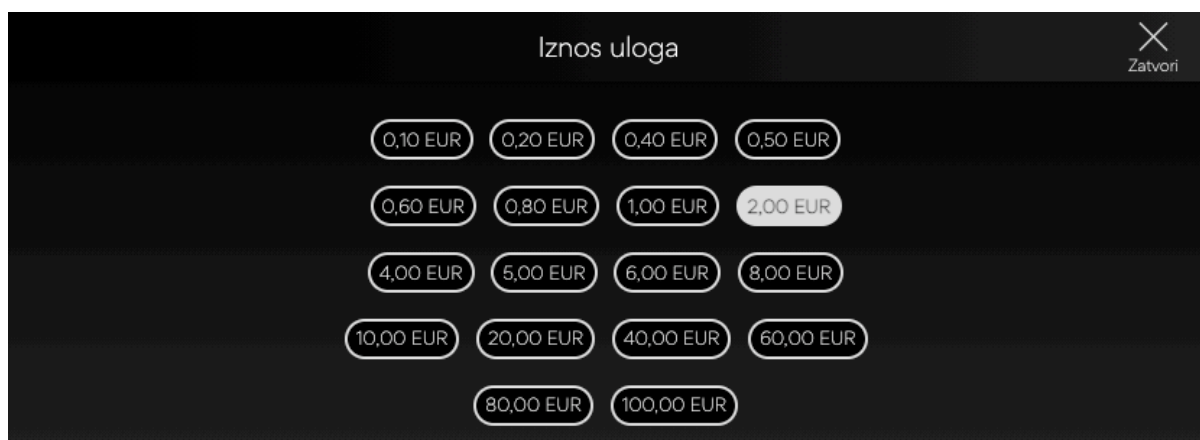 Iznos uloga
Zatvori
0,10 EUR 0,20 EUR 0,40 EUR 0,50 EUR
0,60 EUR 0,80 EUR 1,00 EUR 2,00 EUR
4,00 EUR 5,00 EUR 6,00 EUR 8,00 EUR
10,00 EUR 20,00 EUR 40,00 EUR 60,00 EUR
80,00 EUR 100,00 EUR